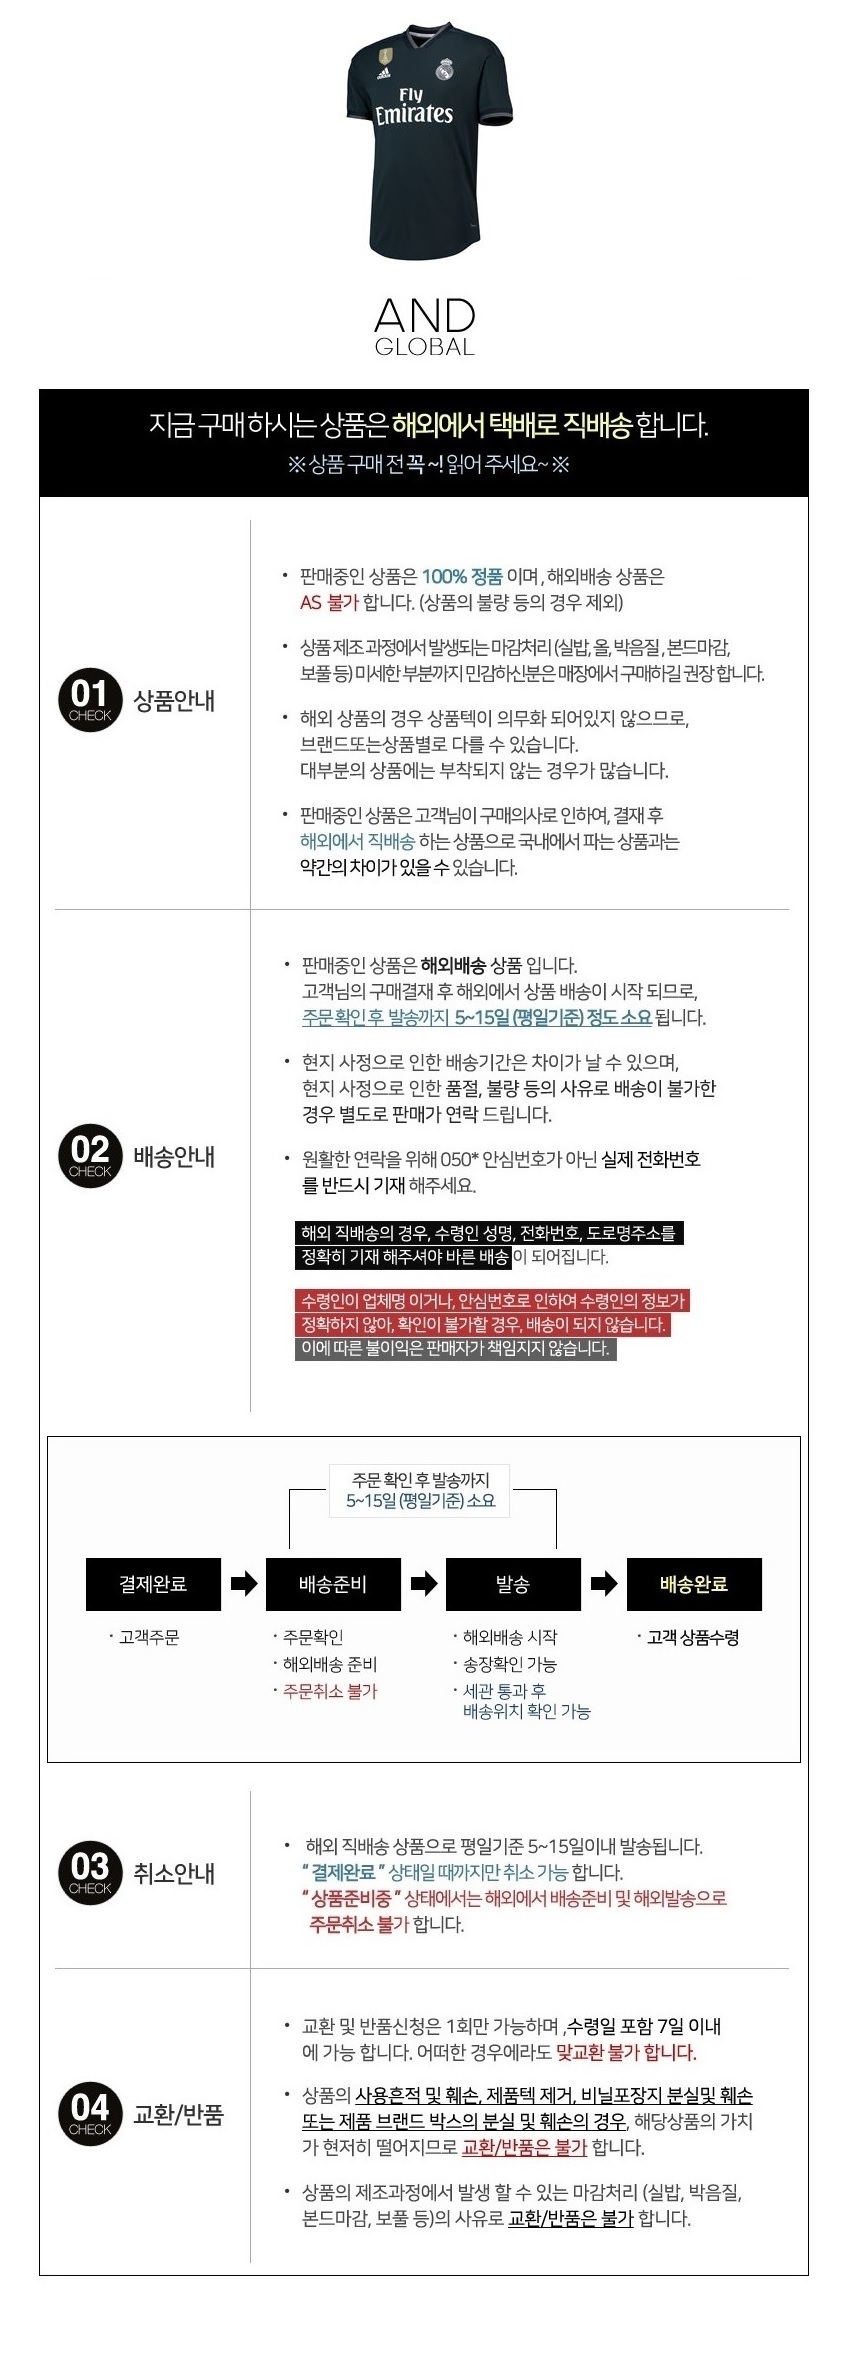 adidas
Fly
Emirates
AND
GLOBAL
지금 구매 하시는 상품은 해외에서 택배로 직배송 합니다.
※ 상품 구매 전 꼭 ~! 읽어 주세요~ ※
01
CHECK
상품안내
• 판매중인 상품은 100% 정품 이며 , 해외배송 상품은
AS 불가 합니다. (상품의 불량 등의 경우 제외)
• 상품 제조 과정에서 발생되는 마감처리 (실밥, 올, 박음질 , 본드마감,
보풀 등) 미세한 부분까지 민감하신분은 매장에서 구매하길 권장 합니다.
• 해외 상품의 경우 상품텍이 의무화 되어있지 않으므로,
브랜드또는상품별로 다를 수 있습니다.
대부분의 상품에는 부착되지 않는 경우가 많습니다.
• 판매중인 상품은 고객님이 구매의사로 인하여, 결재 후
해외에서 직배송 하는 상품으로 국내에서 파는 상품과는
약간의 차이가 있을 수 있습니다.
02
CHECK
배송안내
• 판매중인 상품은 해외배송 상품 입니다.
고객님의 구매결재 후 해외에서 상품 배송이 시작 되므로,
주문 확인 후 발송까지 5~15일 (평일기준) 정도 소요 됩니다.
• 현지 사정으로 인한 배송기간은 차이가 날 수 있으며,
현지 사정으로 인한 품절, 불량 등의 사유로 배송이 불가한
경우 별도로 판매가 연락 드립니다.
• 원활한 연락을 위해 050* 안심번호가 아닌 실제 전화번호
를 반드시 기재 해주세요.
해외 직배송의 경우, 수령인 성명, 전화번호, 도로명주소를
정확히 기재 해주셔야 바른 배송이 되어집니다.
수령인이 업체명 이거나, 안심번호로 인하여 수령인의 정보가
정확하지 않아, 확인이 불가할 경우, 배송이 되지 않습니다.
이에 따른 불이익은 판매자가 책임지지 않습니다.
주문 확인 후 발송까지
5~15일 (평일기준) 소요
결제완료
배송준비
발송
배송완료
· 고객주문
· 주문확인
· 해외배송 준비
· 주문취소 불가
· 해외배송 시작
· 송장확인 가능
· 세관 통과 후
배송위치 확인 가능
· 고객 상품수령
03
CHECK
취소안내
• 해외 직배송 상품으로 평일기준 5~15일이내 발송됩니다.
“ 결제완료 ” 상태일 때까지만 취소 가능 합니다.
“ 상품준비중 ” 상태에서는 해외에서 배송준비 및 해외발송으로
주문취소 불가 합니다.
04
CHECK
교환/반품
• 교환 및 반품신청은 1회만 가능하며 ,수령일 포함 7일 이내
에 가능 합니다. 어떠한 경우에라도 맞교환 불가 합니다.
• 상품의 사용흔적 및 훼손, 제품텍 제거, 비닐포장지 분실및 훼손
또는 제품 브랜드 박스의 분실 및 훼손의 경우, 해당상품의 가치
가 현저히 떨어지므로 교환/반품은 불가 합니다.
• 상품의 제조과정에서 발생 할 수 있는 마감처리 (실밥, 박음질,
본드마감, 보풀 등)의 사유로 교환/반품은 불가 합니다.